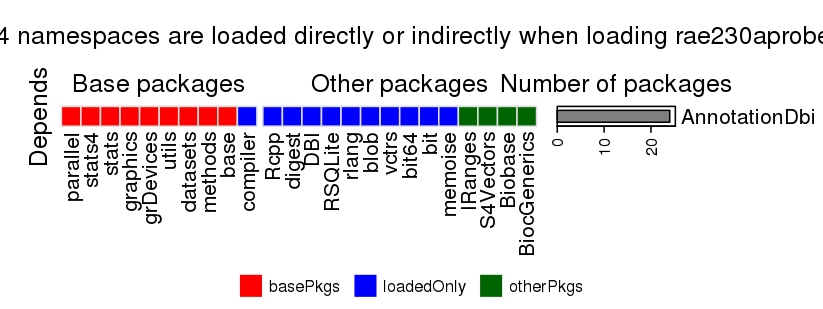 4 namespaces are loaded directly or indirectly when loading rae230aprobe
Base packages Other packages Number of packages
Depends
AnnotationDbi
parallel
stats4
stats
graphics
grDevices
utils
datasets
methods
base
compiler
Rcpp
digest
DBI
RSQLite
rlang
blob
vctrs
bit64
bit
memoise
IRanges
S4Vectors
Biobase
BiocGenerics
0 10 20
basePkgs loadedOnly otherPkgs